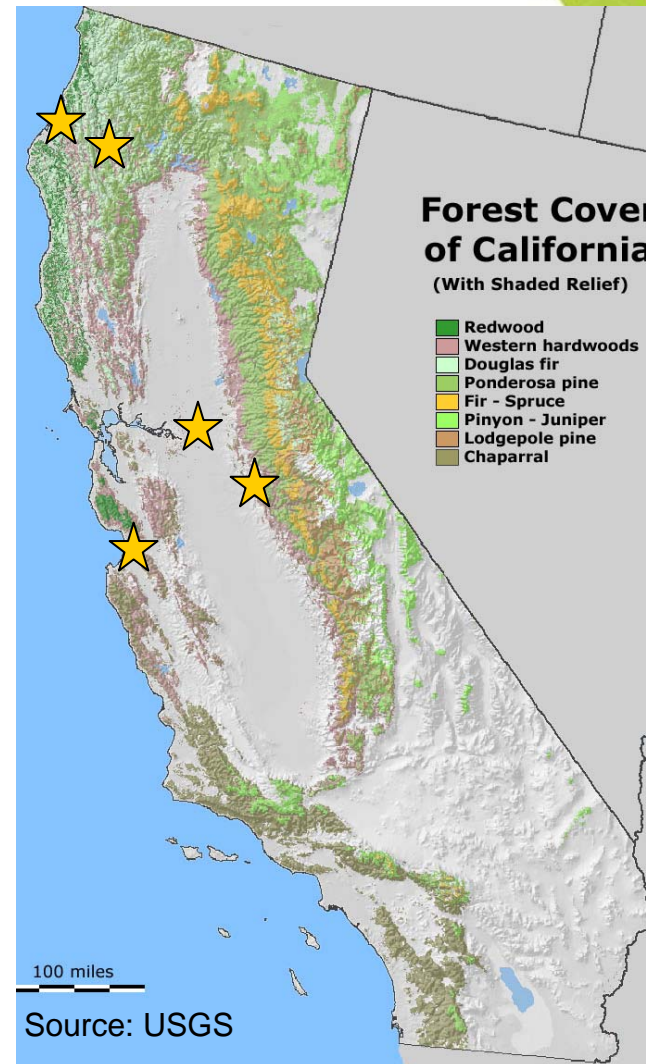 Forest Cover
of California
(With Shaded Relief)
Redwood
Western hardwoods
Douglas fir
Ponderosa pine
Fir - Spruce
Pinyon - Juniper
Lodgepole pine
Chaparral
100 miles
Source: USGS